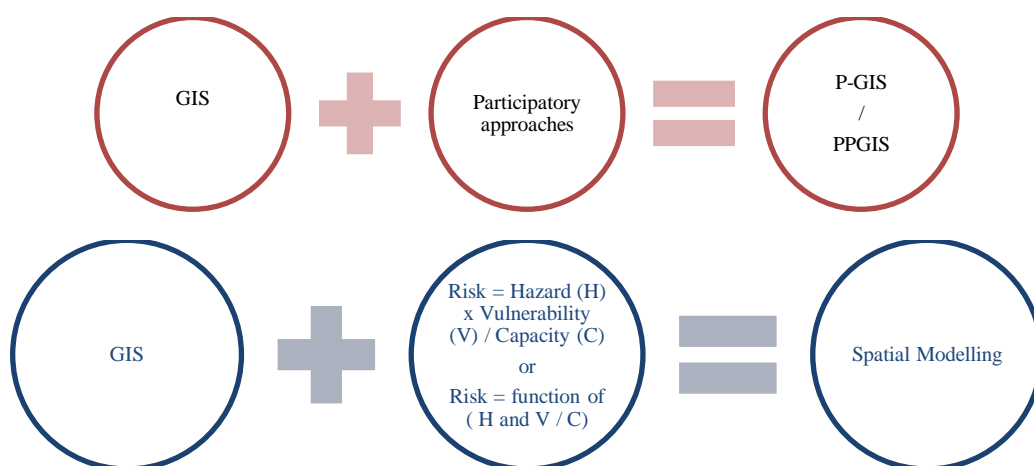 GIS
Participatory
approaches
P-GIS
/
PPGIS
GIS
Risk = Hazard (H)
x Vulnerability
(V) / Capacity (C)
or
Risk = function of
( H and V / C)
Spatial Modelling